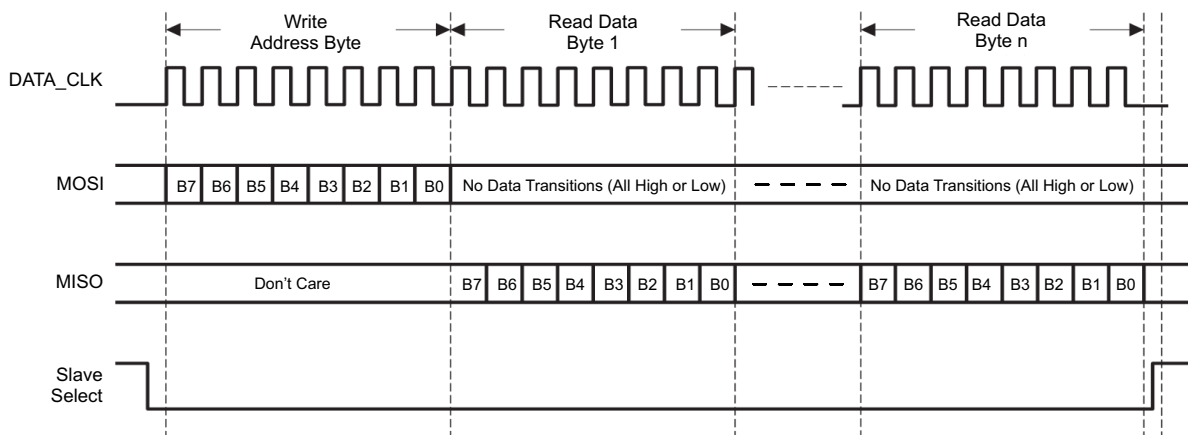 Write
Address Byte
Read Data
Byte 1
Read Data
Byte n
DATA_CLK
MOSI
B7 B6 B5 B4 B3 B2 B1 B0 No Data Transitions (All High or Low) No Data Transitions (All High or Low)
MISO
Don't Care B7 B6 B5 B4 B3 B2 B1 B0 B7 B6 B5 B4 B3 B2 B1 B0
Slave
Select